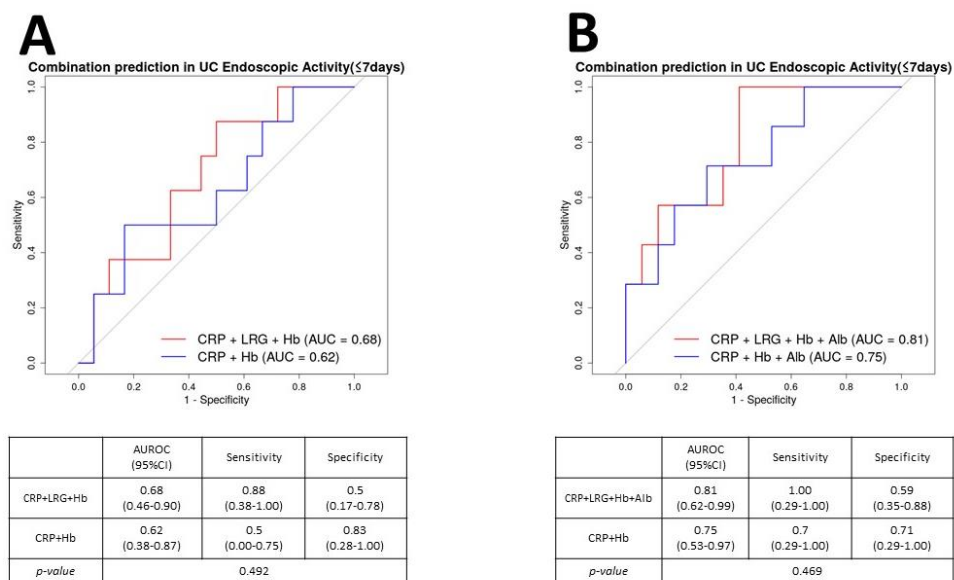 A
Combination prediction in UC Endoscopic Activity(≤7days)
Sensitivity
0.0 0.2 0.4 0.6 0.8 1.0
CRP + LRG + Hb (AUC = 0.68)
CRP + Hb (AUC = 0.62)
0.0 0.2 0.4 0.6 0.8 1.0
1 - Specificity
AUROC (95%CI) Sensitivity Specificity
CRP+LRG+Hb 0.68 (0.46-0.90) 0.88 (0.38-1.00) 0.5 (0.17-0.78)
CRP+Hb 0.62 (0.38-0.87) 0.5 (0.00-0.75) 0.83 (0.28-1.00)
p-value 0.492
B
Combination prediction in UC Endoscopic Activity(≤7days)
Sensitivity
0.0 0.2 0.4 0.6 0.8 1.0
CRP + LRG + Hb + Alb (AUC = 0.81)
CRP + Hb + Alb (AUC = 0.75)
0.0 0.2 0.4 0.6 0.8 1.0
1 - Specificity
AUROC (95%CI) Sensitivity Specificity
CRP+LRG+Hb+Alb 0.81 (0.62-0.99) 1.00 (0.29-1.00) 0.59 (0.35-0.88)
CRP+Hb 0.75 (0.53-0.97) 0.7 (0.29-1.00) 0.71 (0.29-1.00)
p-value 0.469